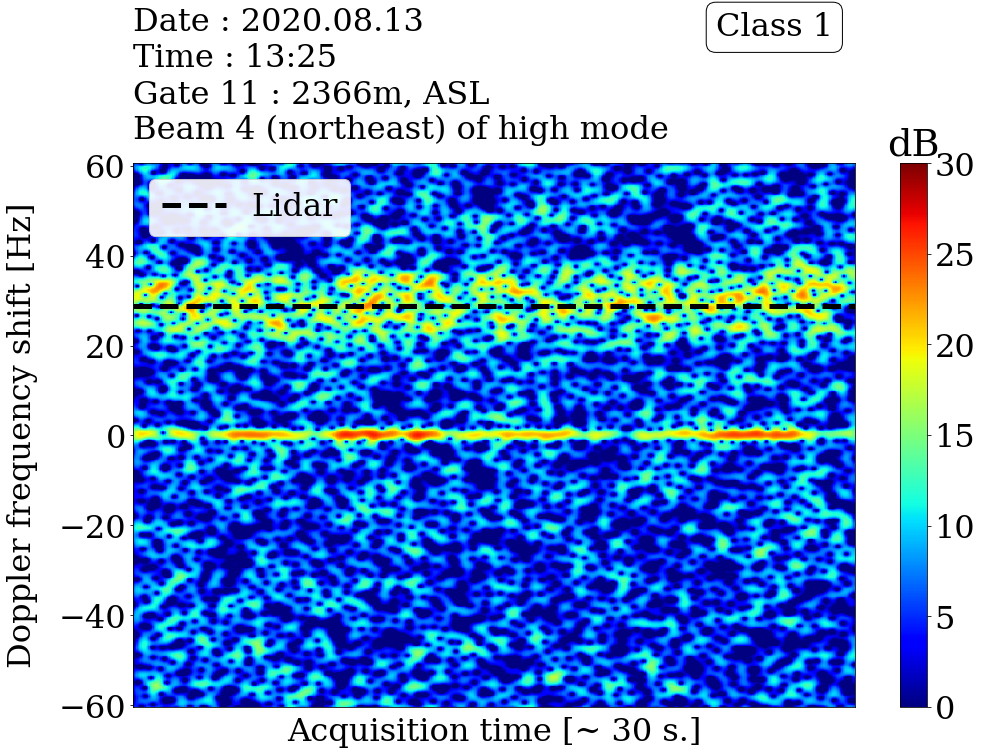 Date : 2020.08.13
Time : 13:25
Gate 11 : 2366m, ASL
Beam 4 (northeast) of high mode
Class 1
dB
Lidar
Doppler frequency shift [Hz]
60
40
20
0
−20
−40
−60
Acquisition time [~ 30 s.]
30
25
20
15
10
5
0